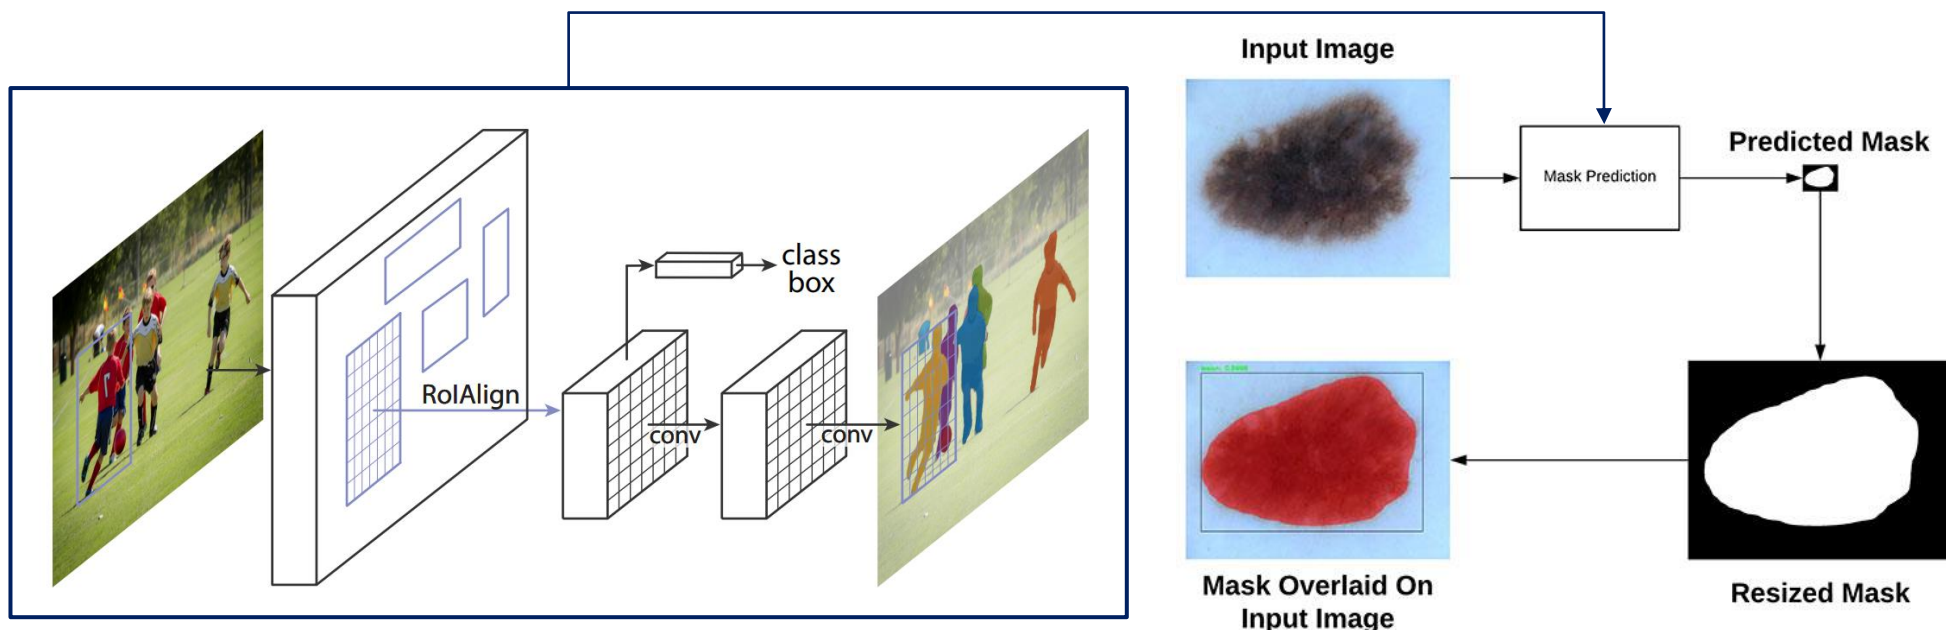 RoIAlign
class
box
conv
conv
Input Image
Mask Prediction
Predicted Mask
Resized Mask
Mask Overlaid On
Input Image